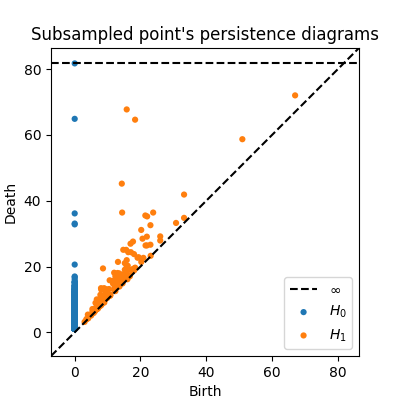 Subsampled point's persistence diagrams
80
60
40
20
0
Death
∞
H₀
H₁
0 20 40 60 80
Birth